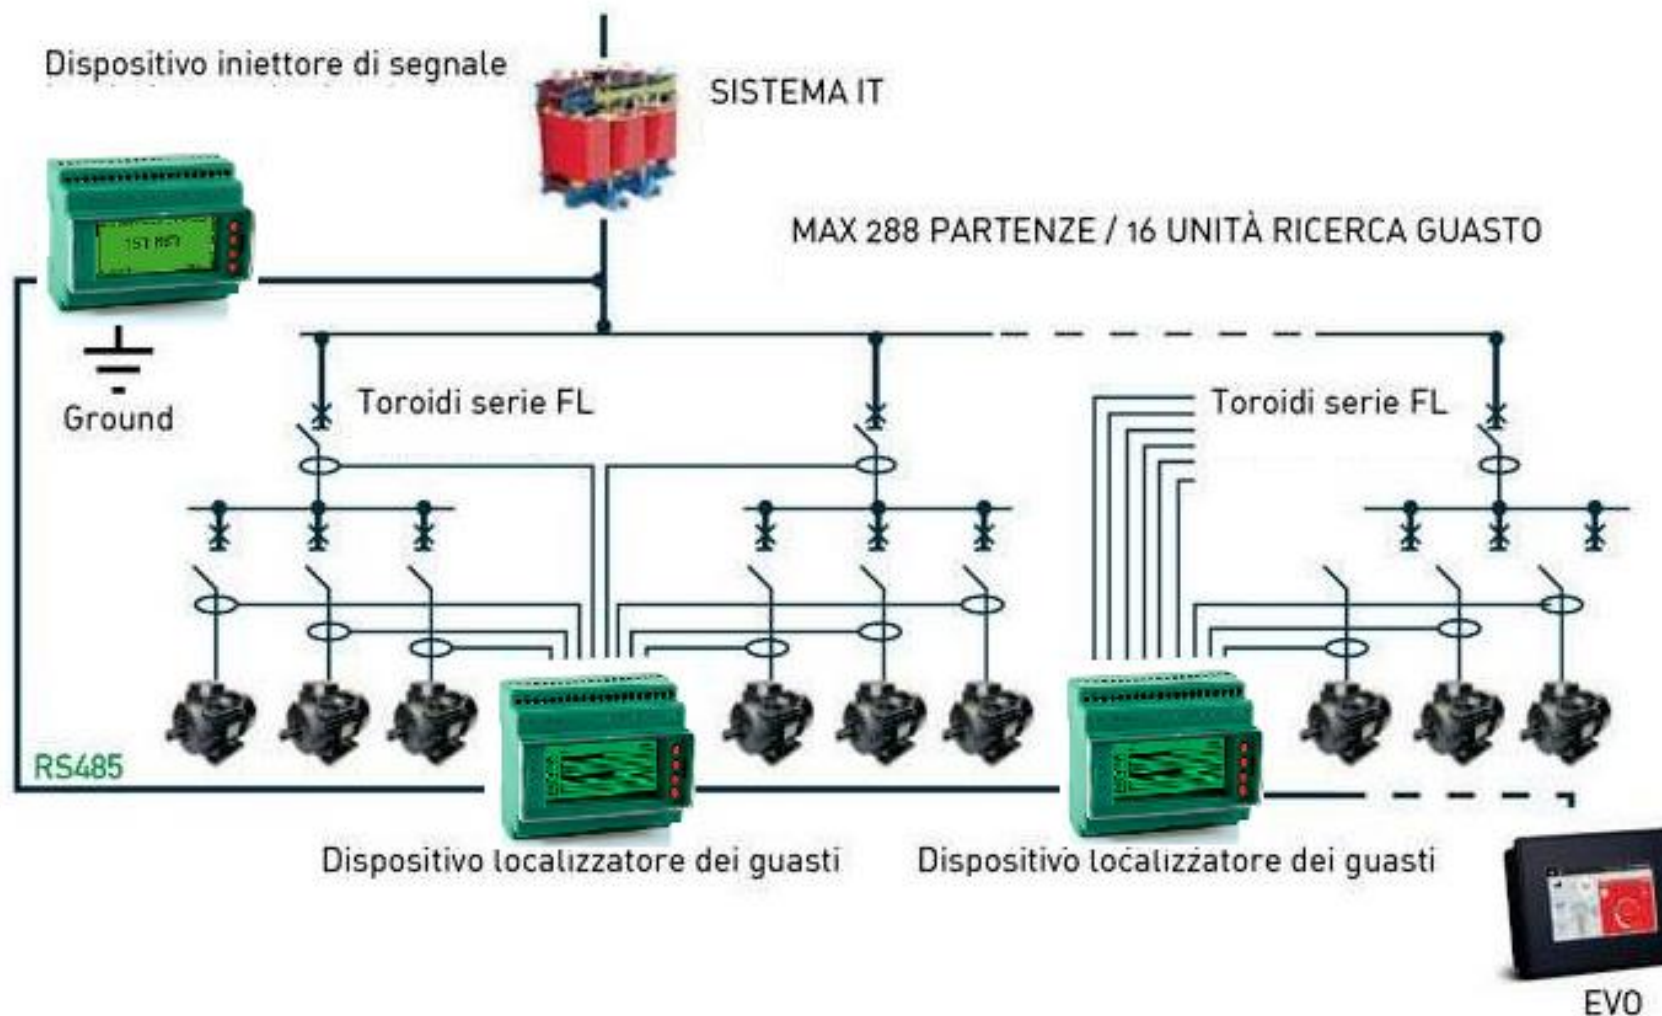 Dispositivo iniettore di segnale
SISTEMA IT
MAX 288 PARTENZE / 16 UNITÀ RICERCA GUASTO
Ground
Toroidi serie FL
Toroidi serie FL
RS485
Dispositivo localizzatore dei guasti
Dispositivo localizzatore dei guasti
EVO